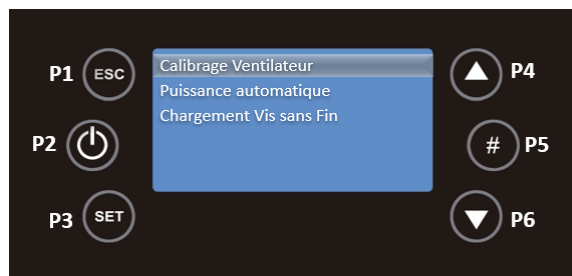 P1 ESC
P2
P3 SET
Calibrage Ventilateur
Puissance automatique
Chargement Vis sans Fin
P4
# P5
P6